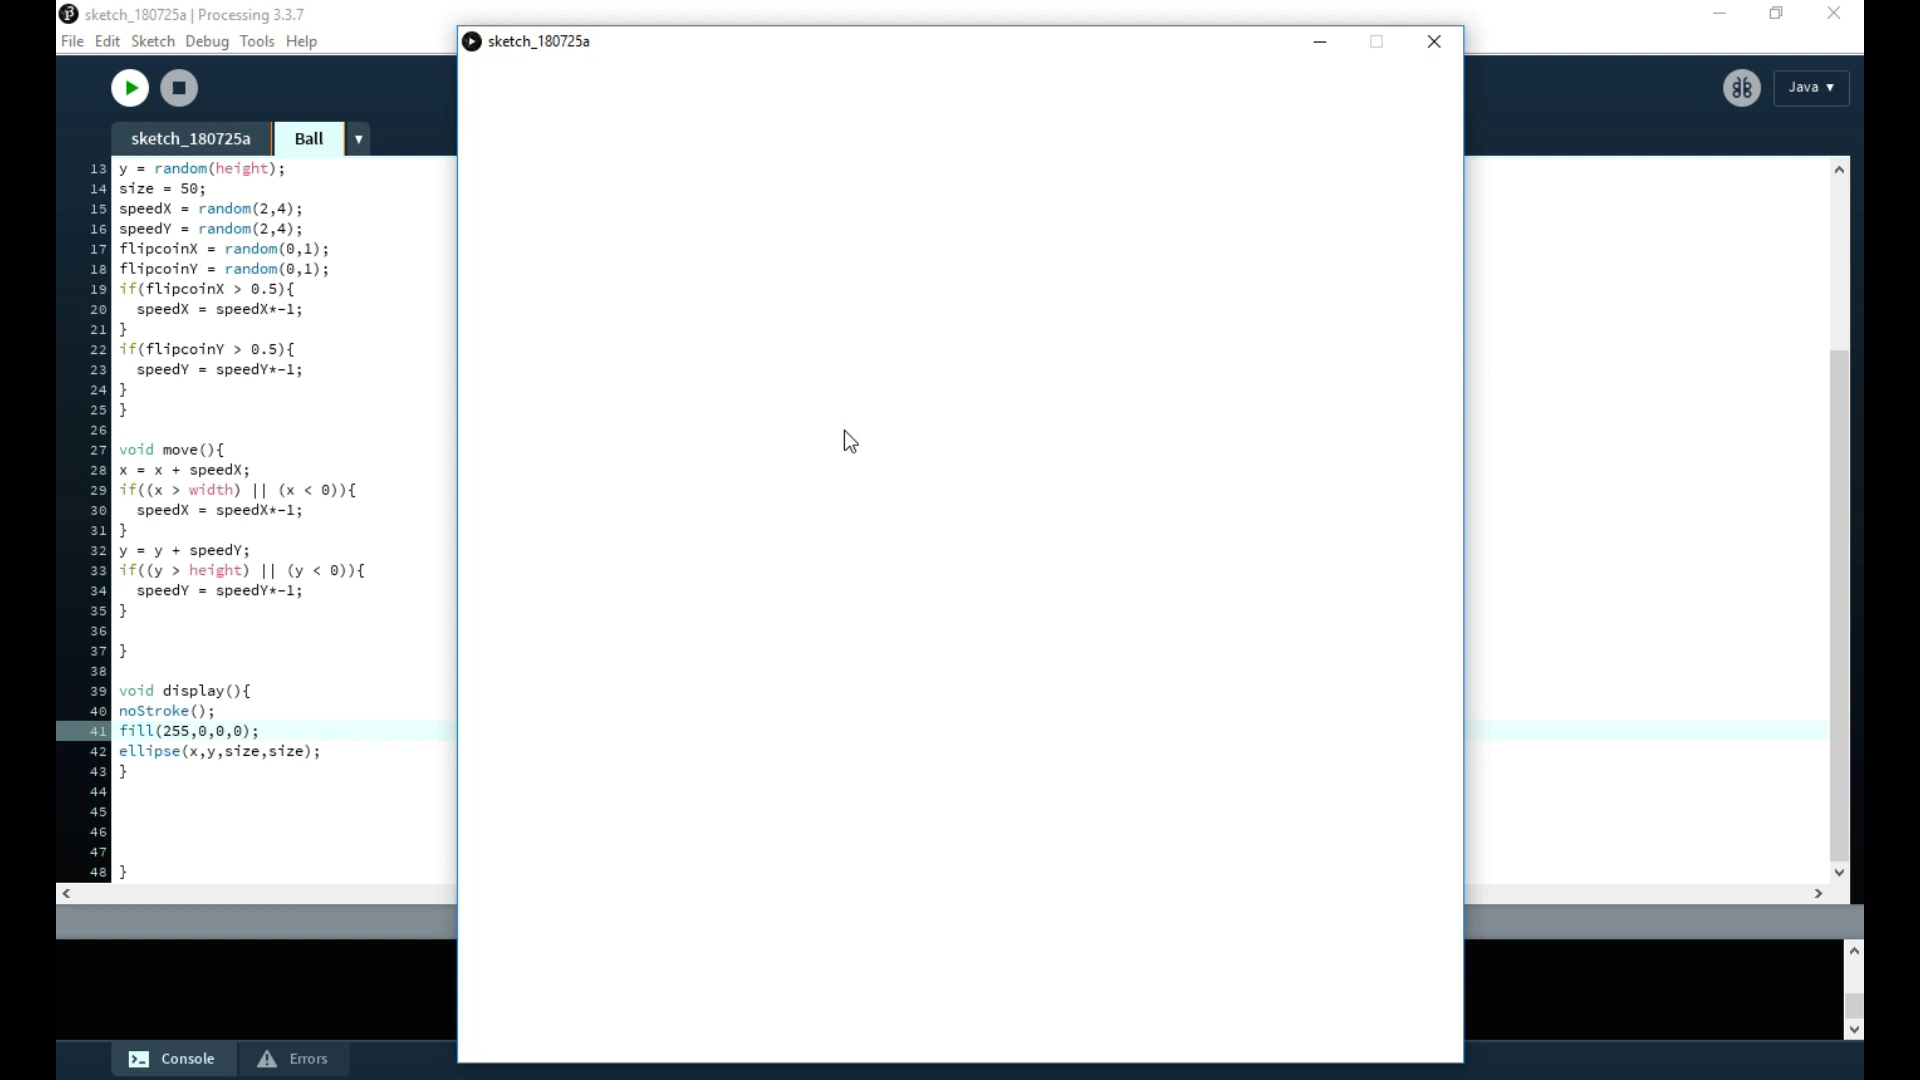 sketch_180725a | Processing 3.3.7
File Edit Sketch Debug Tools Help
sketch_180725a
Java ▾
sketch_180725a Ball ▾
13 y = random(height);
14 size = 50;
15 speedX = random(2,4);
16 speedY = random(2,4);
17 flipcoinX = random(0,1);
18 flipcoinY = random(0,1);
19 if(flipcoinX > 0.5){
20 speedX = speedX*-1;
21 }
22 if(flipcoinY > 0.5){
23 speedY = speedY*-1;
24 }
25 }
26
27 void move(){
28 x = x + speedX;
29 if((x > width) || (x < 0)){
30 speedX = speedX*-1;
31 }
32 y = y + speedY;
33 if((y > height) || (y < 0)){
34 speedY = speedY*-1;
35 }
36
37 }
38
39 void display(){
40 noStroke();
41 fill(255,0,0,0);
42 ellipse(x,y,size,size);
43 }
44
45
46
47
48 }
Console Errors